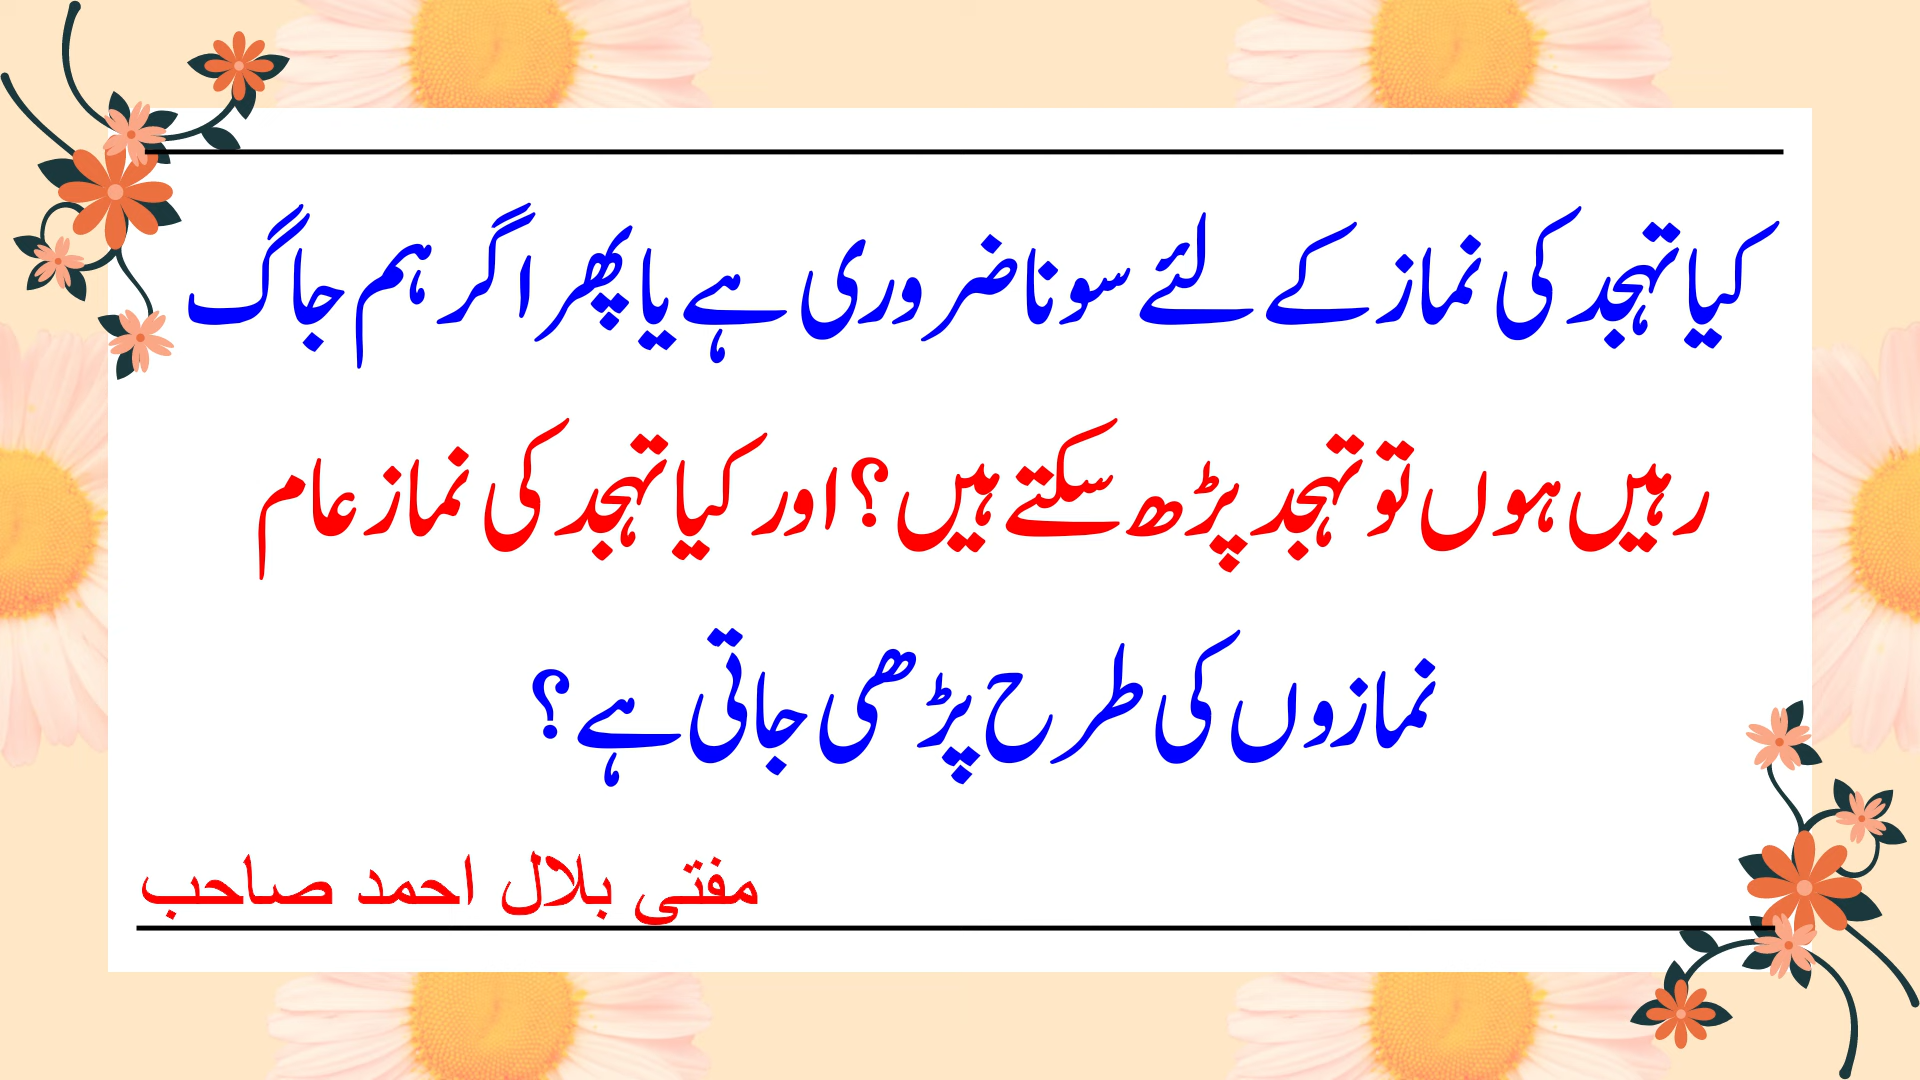 کیا تہجد کی نماز کے لئے سونا ضروری ہے یا پھر اگر ہم جاگ
رہیں ہوں تو تہجد پڑھ سکتے ہیں؟ اور کیا تہجد کی نماز عام
نمازوں کی طرح پڑھی جاتی ہے؟
مفتی بلال احمد صاحب